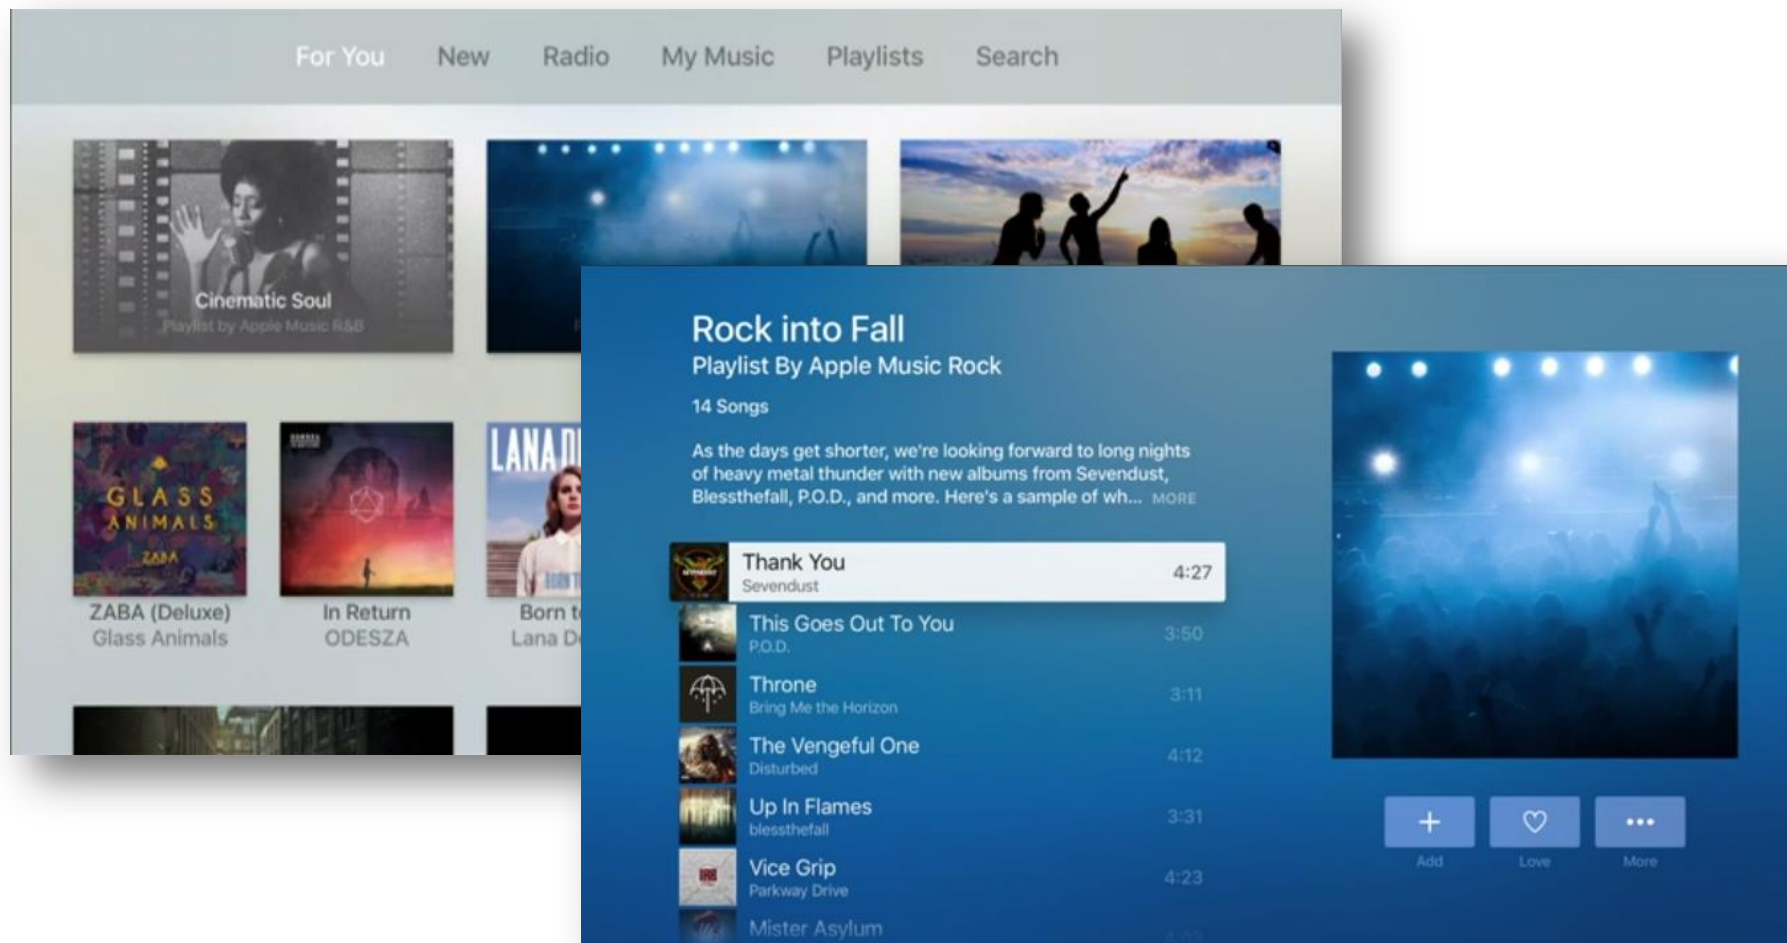 For You New Radio My Music Playlists Search
Cinematic Soul
Playlist by Apple Music R&B
GLASS
ANIMALS
ZABA
LANA D
BORN T
ZABA (Deluxe)
Glass Animals
In Return
ODESZA
Born t
Lana De
Rock into Fall
Playlist By Apple Music Rock
14 Songs
As the days get shorter, we're looking forward to long nights
of heavy metal thunder with new albums from Sevendust,
Blessthefall, P.O.D., and more. Here's a sample of wh... MORE
SEVENDUST
Thank You
Sevendust
4:27
This Goes Out To You
P.O.D.
3:50
Throne
Bring Me the Horizon
3:11
The Vengeful One
Disturbed
4:12
Up In Flames
blessthefall
3:31
Vice Grip
Parkway Drive
4:23
Mister Asylum
4:03
Add
Love
More